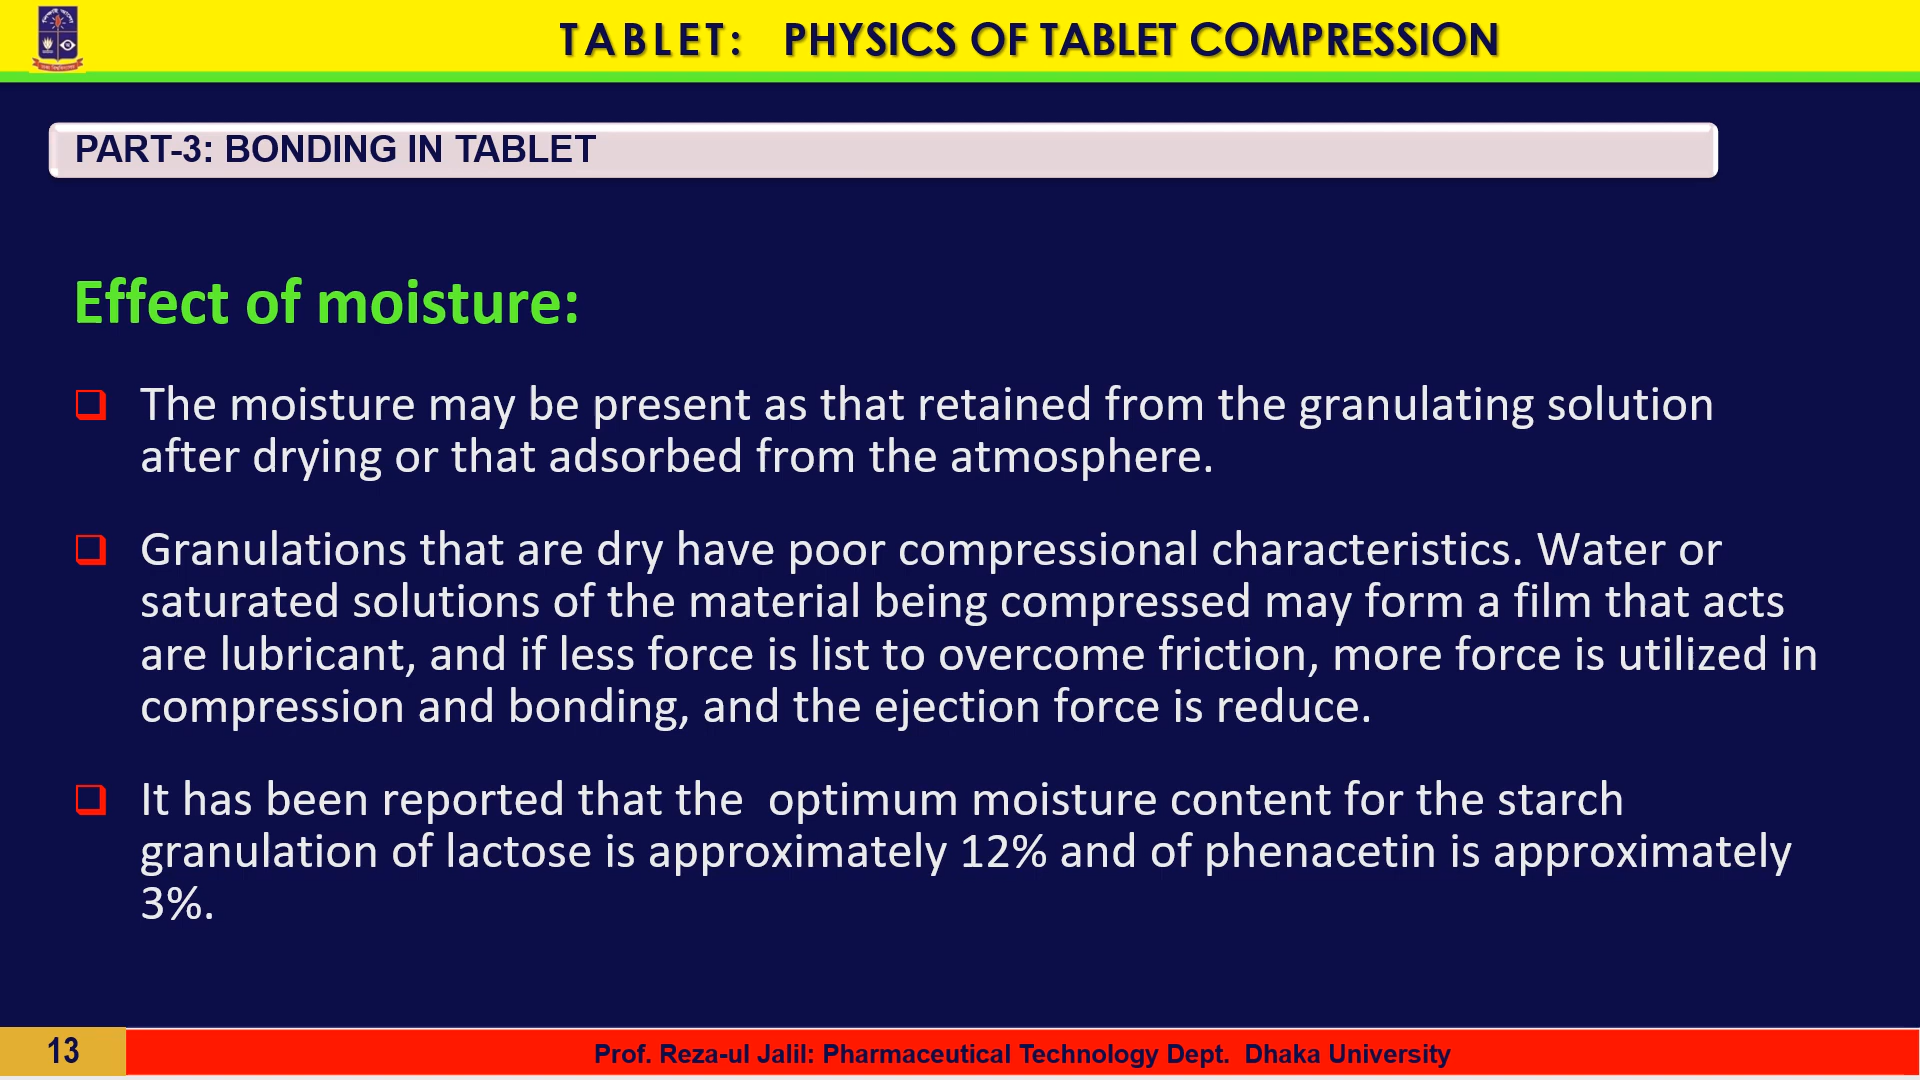 TABLET: PHYSICS OF TABLET COMPRESSION
PART-3: BONDING IN TABLET
Effect of moisture:
The moisture may be present as that retained from the granulating solution
after drying or that adsorbed from the atmosphere.
Granulations that are dry have poor compressional characteristics. Water or
saturated solutions of the material being compressed may form a film that acts
are lubricant, and if less force is list to overcome friction, more force is utilized in
compression and bonding, and the ejection force is reduce.
It has been reported that the  optimum moisture content for the starch
granulation of lactose is approximately 12% and of phenacetin is approximately
3%.
13
Prof. Reza-ul Jalil: Pharmaceutical Technology Dept.  Dhaka University